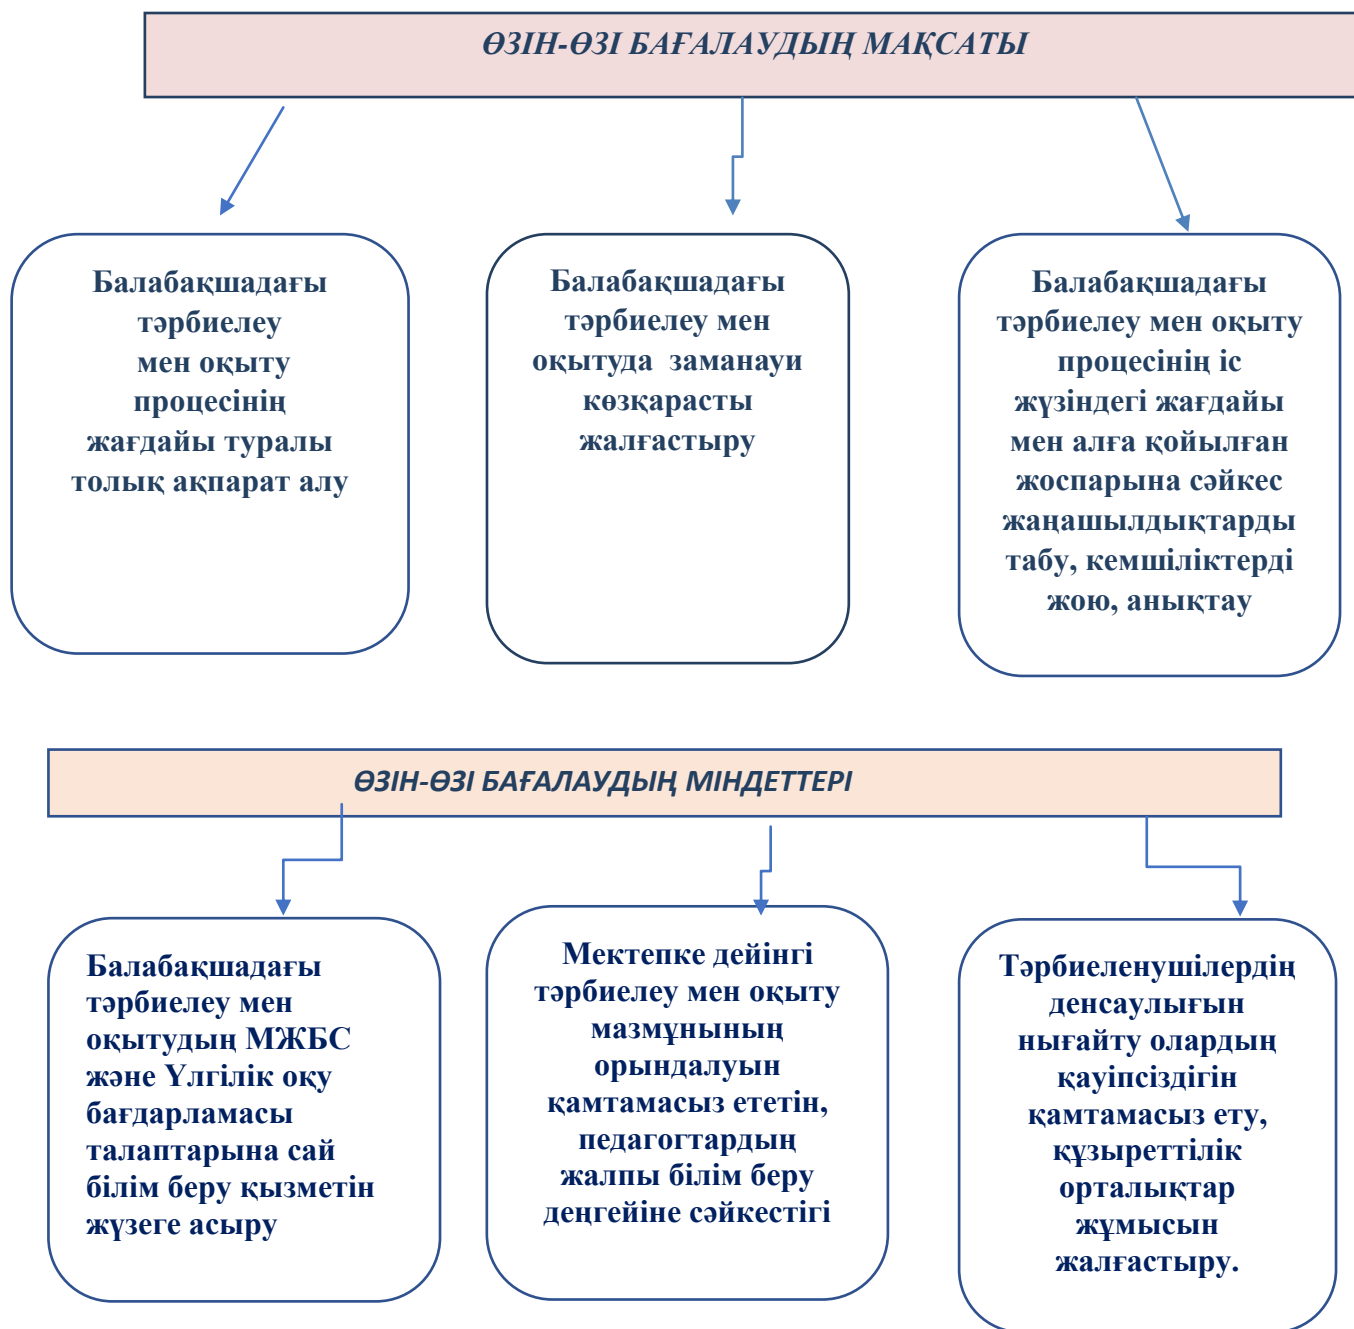 ӨЗІН-ӨЗІ БАҒАЛАУДЫҢ МАҚСАТЫ
Балабақшадағы
тәрбиелеу
мен оқыту
процесінің
жағдайы туралы
толық ақпарат алу
Балабақшадағы
тәрбиелеу мен
оқытуда заманауи
көзқарасты
жалғастыру
Балабақшадағы
тәрбиелеу мен оқыту
процесінің іс
жүзіндегі жағдайы
мен алға қойылған
жоспарына сәйкес
жаңашылдықтарды
табу, кемшіліктерді
жою, анықтау
ӨЗІН-ӨЗІ БАҒАЛАУДЫҢ МІНДЕТТЕРІ
Балабақшадағы
тәрбиелеу мен
оқытудың МЖБС
және Үлгілік оқу
бағдарламасы
талаптарына сай
білім беру қызметін
жүзеге асыру
Мектепке дейінгі
тәрбиелеу мен оқыту
мазмұнының
орындалуын
қамтамасыз ететін,
педагогтардың
жалпы білім беру
деңгейіне сәйкестігі
Тәрбиеленушілердің
денсаулығын
нығайту олардың
қауіпсіздігін
қамтамасыз ету,
құзыреттілік
орталықтар
жұмысын
жалғастыру.